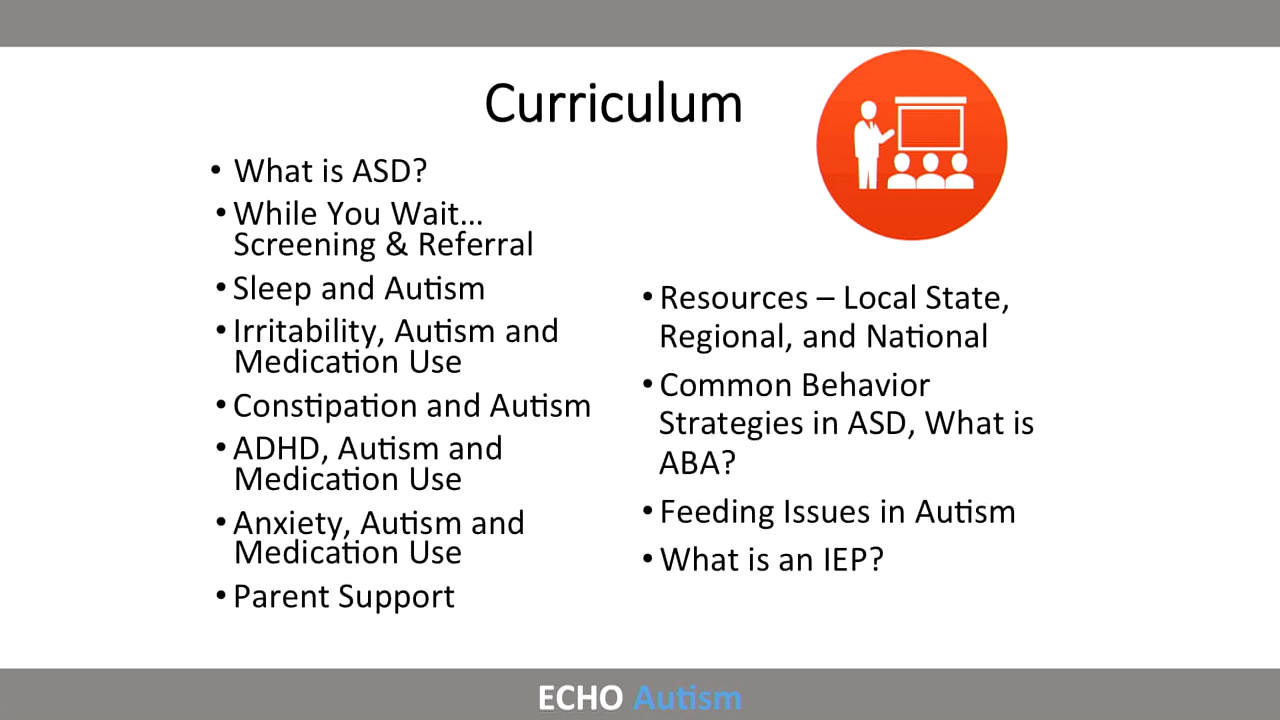 Curriculum
• What is ASD?
• While You Wait…
Screening & Referral
• Sleep and Autism
• Irritability, Autism and
Medication Use
• Constipation and Autism
• ADHD, Autism and
Medication Use
• Anxiety, Autism and
Medication Use
• Parent Support
• Resources – Local State,
Regional, and National
• Common Behavior
Strategies in ASD, What is
ABA?
• Feeding Issues in Autism
• What is an IEP?
ECHO Autism